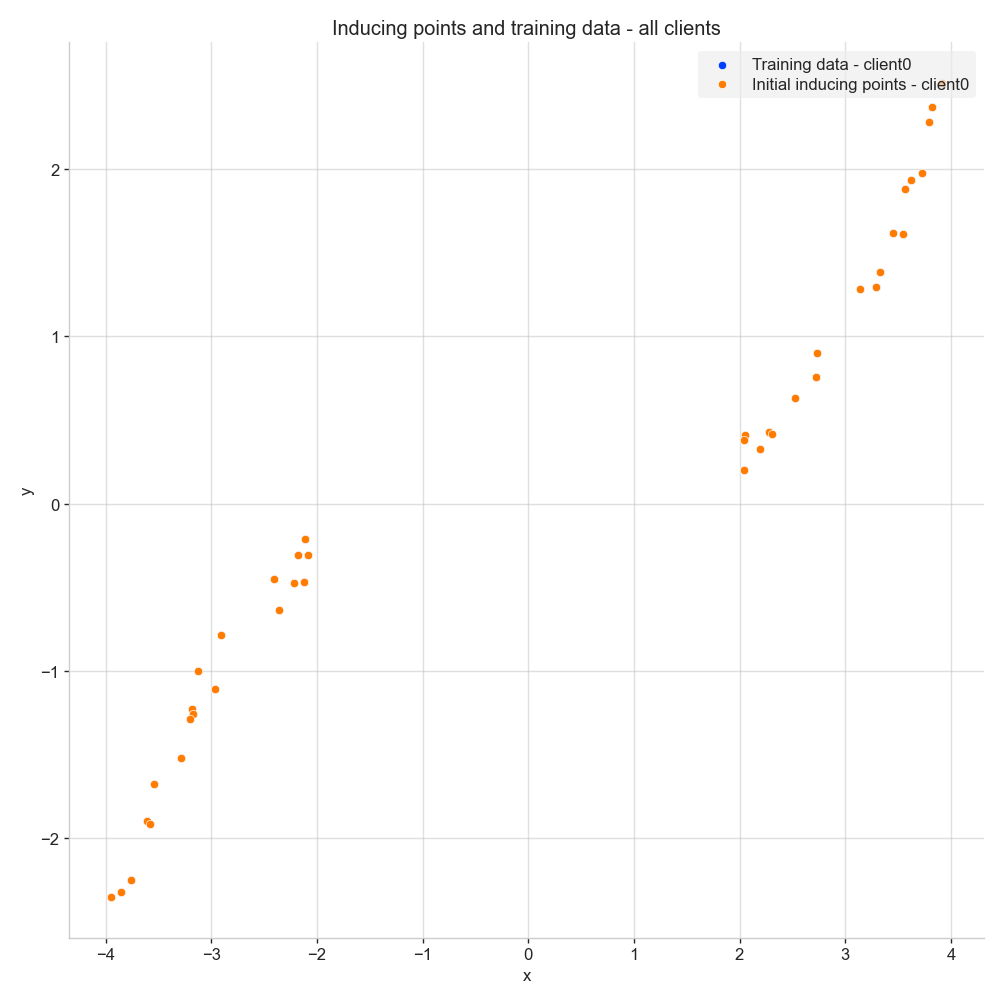 Inducing points and training data - all clients
Training data - client0
Initial inducing points - client0
y
2
1
0
−1
−2
−4 −3 −2 −1 0 1 2 3 4
x